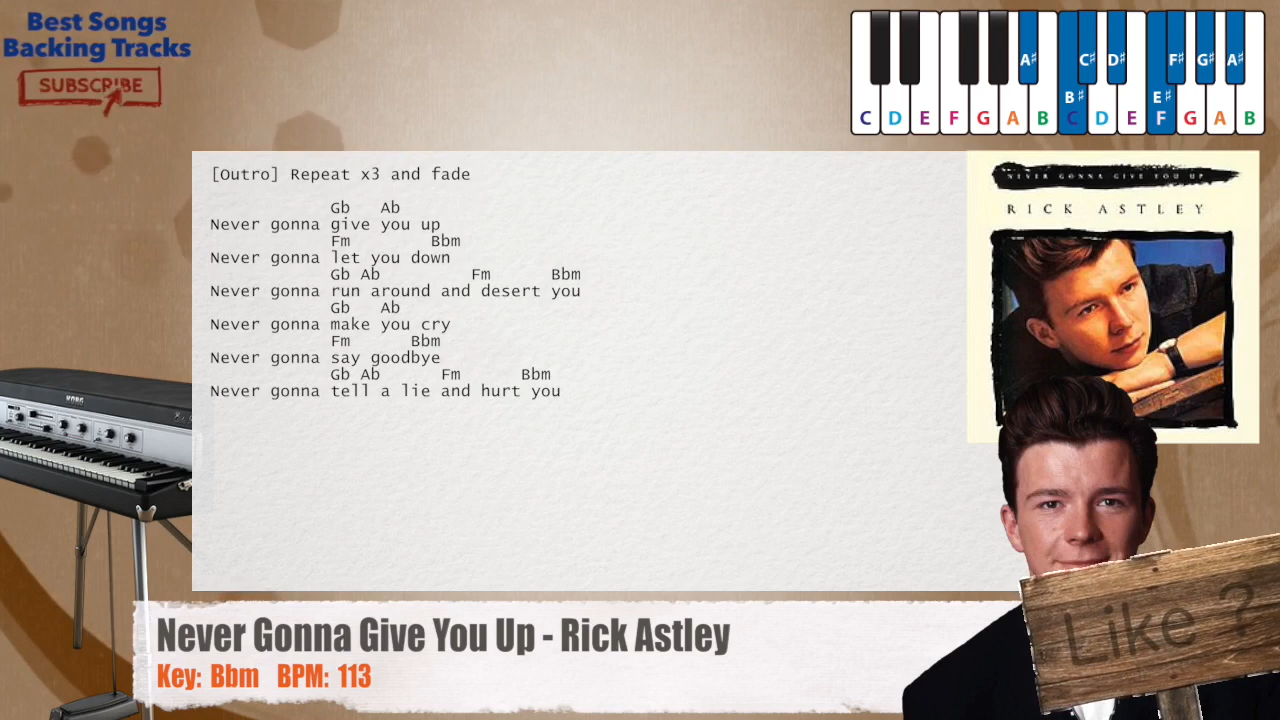 Best Songs
Backing Tracks
SUBSCRIBE
A♯ C♯ D♯ F♯ G♯ A♯
B♯ E♯
C D E F G A B C D E F G A B
[Outro] Repeat x3 and fade
Gb Ab
Never gonna give you up
Fm Bbm
Never gonna let you down
Gb Ab Fm Bbm
Never gonna run around and desert you
Gb Ab
Never gonna make you cry
Fm Bbm
Never gonna say goodbye
Gb Ab Fm Bbm
Never gonna tell a lie and hurt you
NEVER GONNA GIVE YOU UP
RICK ASTLEY
KORG
Like ?
Never Gonna Give You Up - Rick Astley
Key: Bbm BPM: 113